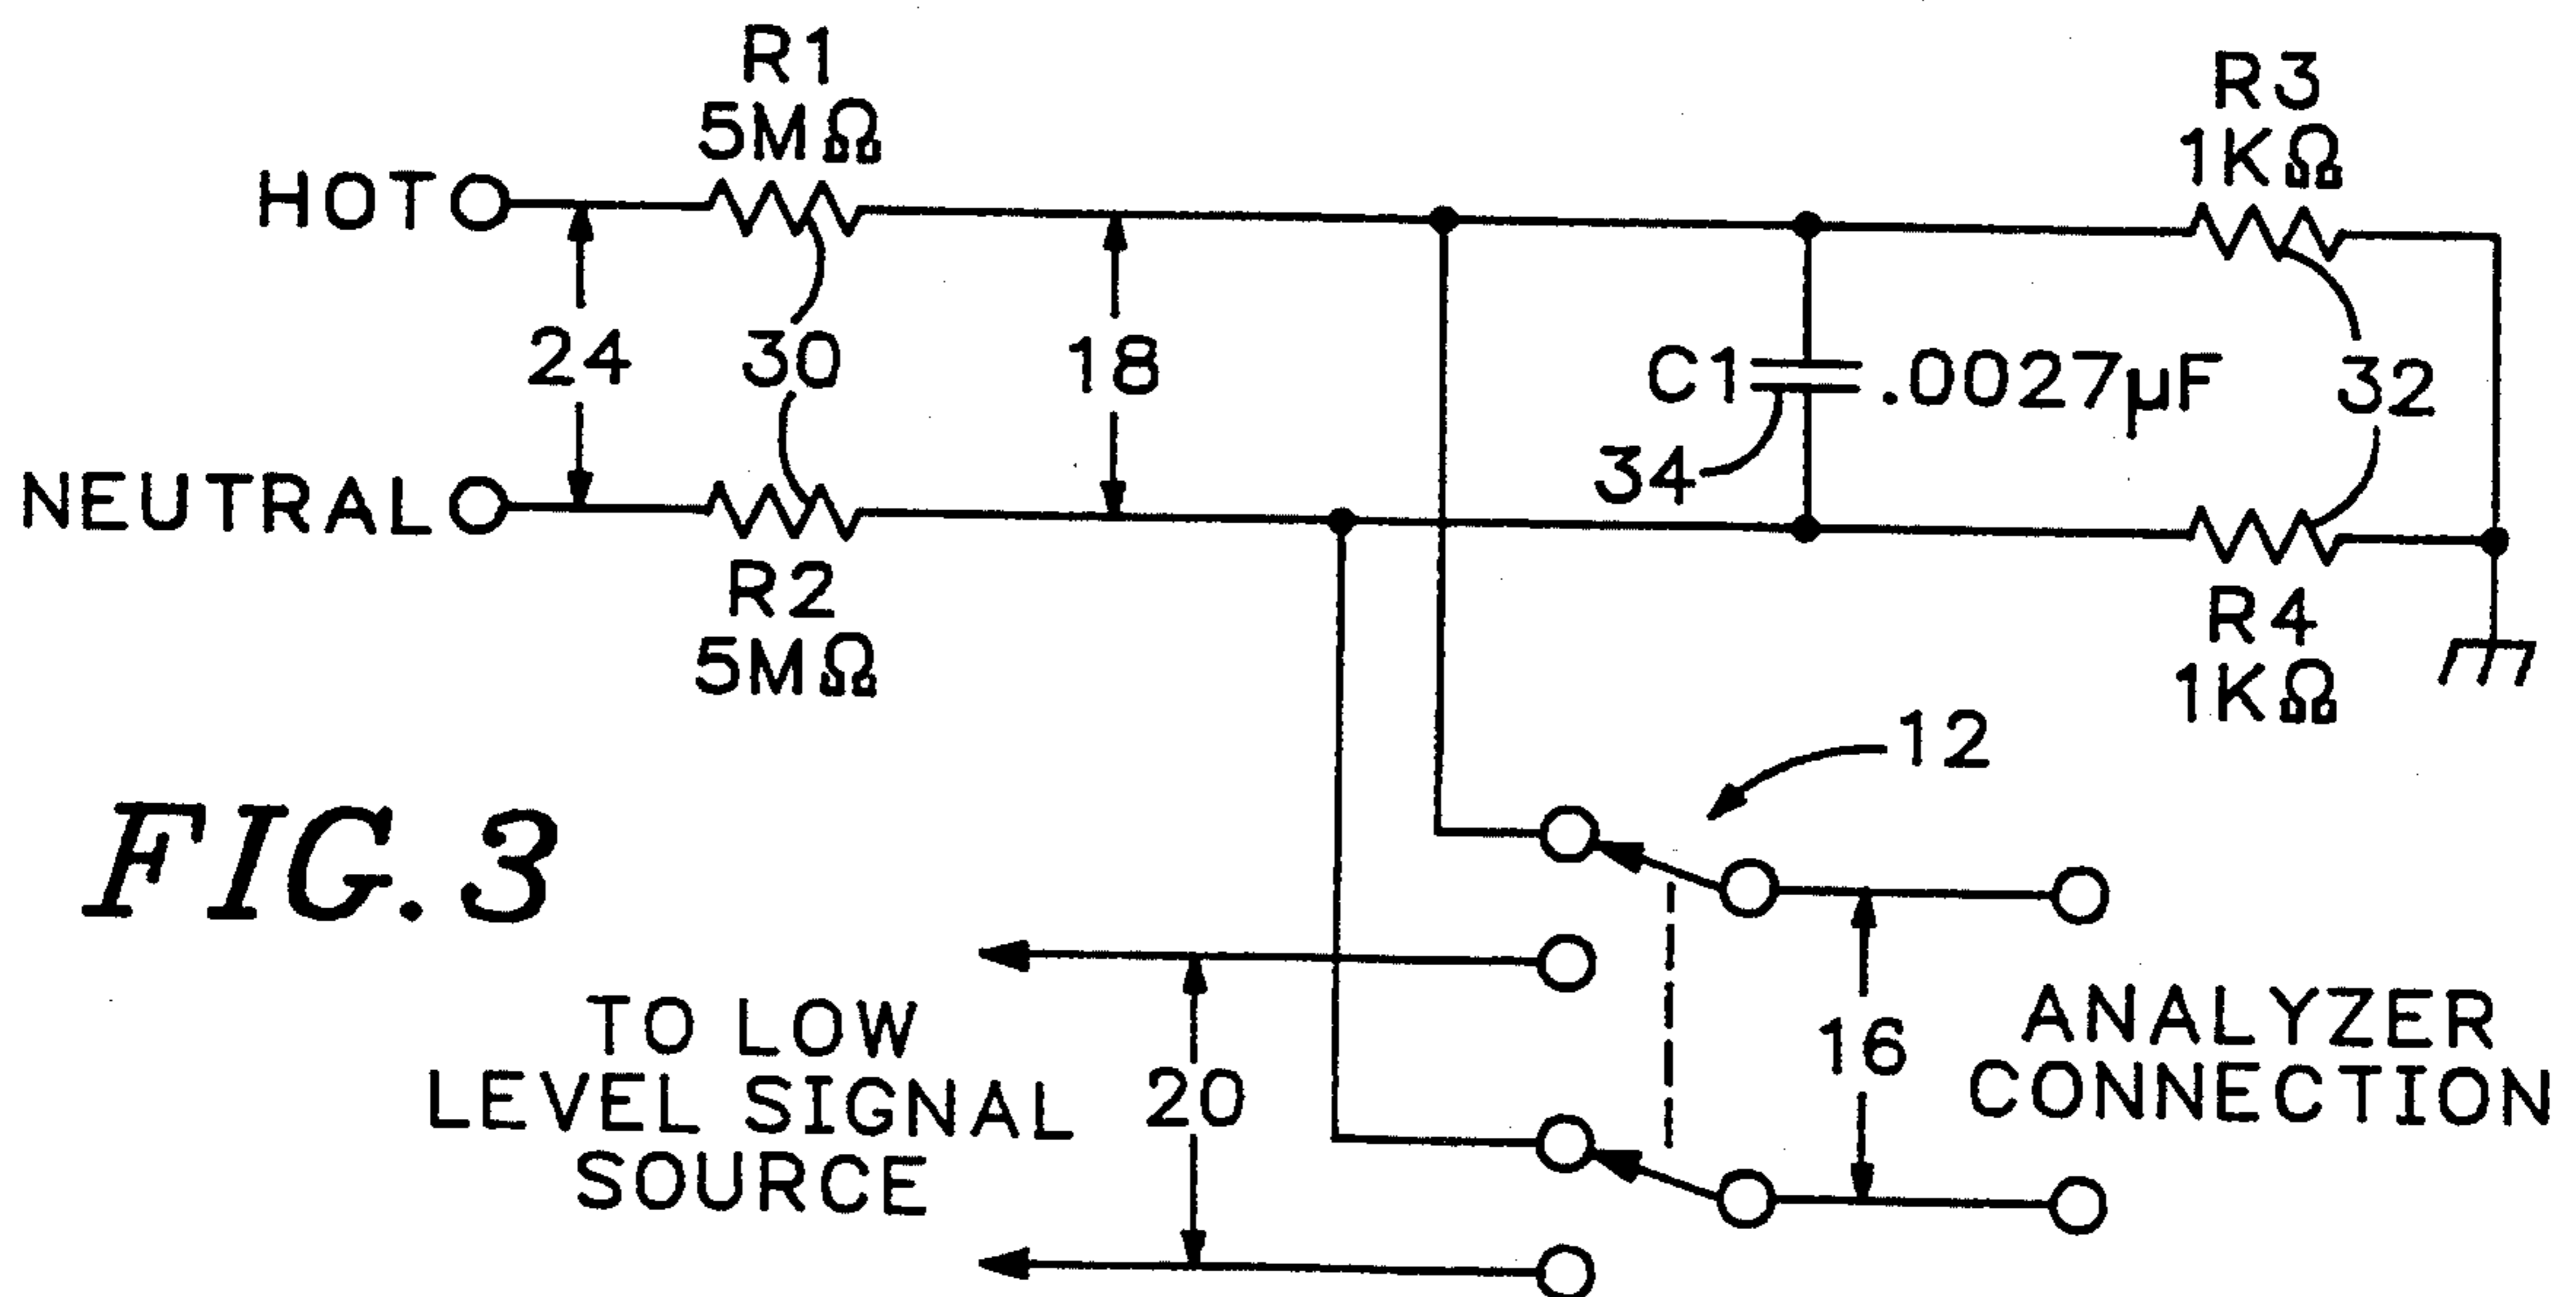 R1
5MΩ
R3
1KΩ
HOT
24
30
18
C1
.0027µF
32
34
NEUTRAL
R2
5MΩ
R4
1KΩ
12
FIG. 3
TO LOW
LEVEL SIGNAL
SOURCE
20
16
ANALYZER
CONNECTION